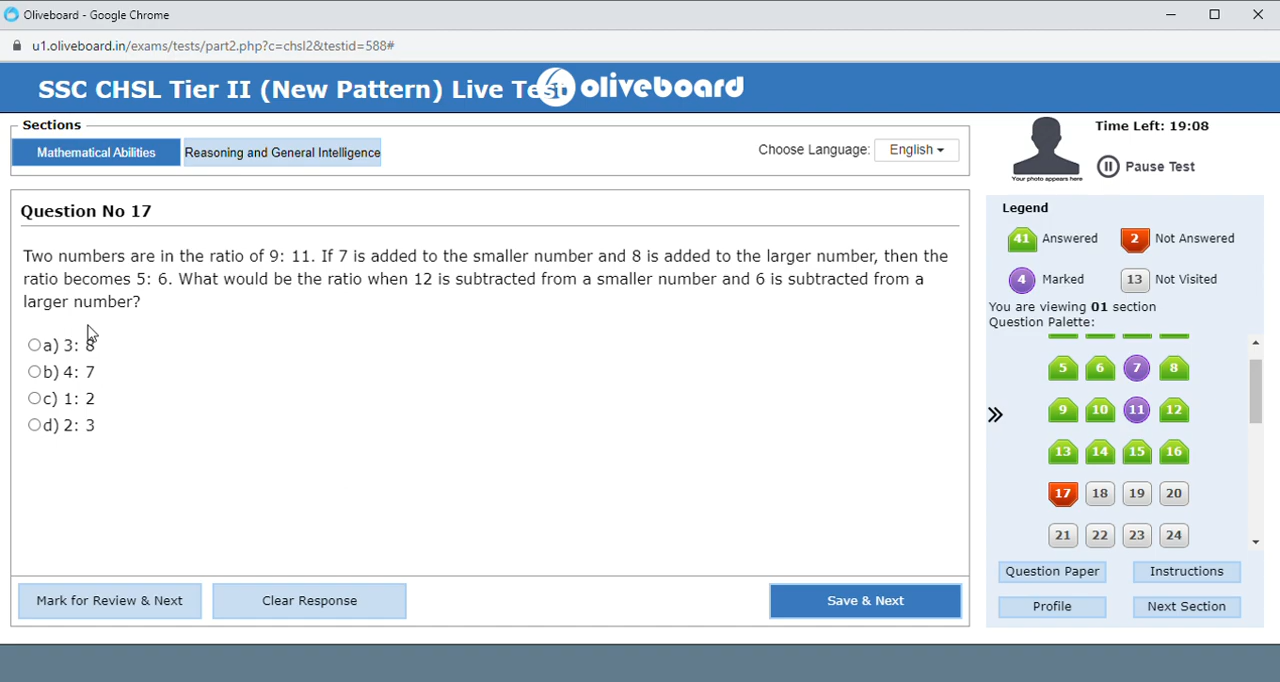 Oliveboard - Google Chrome
u1.oliveboard.in/exams/tests/part2.php?c=chsl2&testid=588#
SSC CHSL Tier II (New Pattern) Live Test
oliveboard
Sections
Mathematical Abilities
Reasoning and General Intelligence
Choose Language:
English
Your photo appears here
Time Left: 19:08
Pause Test
Question No 17
Two numbers are in the ratio of 9: 11. If 7 is added to the smaller number and 8 is added to the larger number, then the
ratio becomes 5: 6. What would be the ratio when 12 is subtracted from a smaller number and 6 is subtracted from a
larger number?
a) 3: 8
b) 4: 7
c) 1: 2
d) 2: 3
Mark for Review & Next
Clear Response
Save & Next
Legend
41 Answered
2 Not Answered
4 Marked
13 Not Visited
You are viewing 01 section
Question Palette:
5 6 7 8
9 10 11 12
13 14 15 16
17 18 19 20
21 22 23 24
Question Paper
Instructions
Profile
Next Section